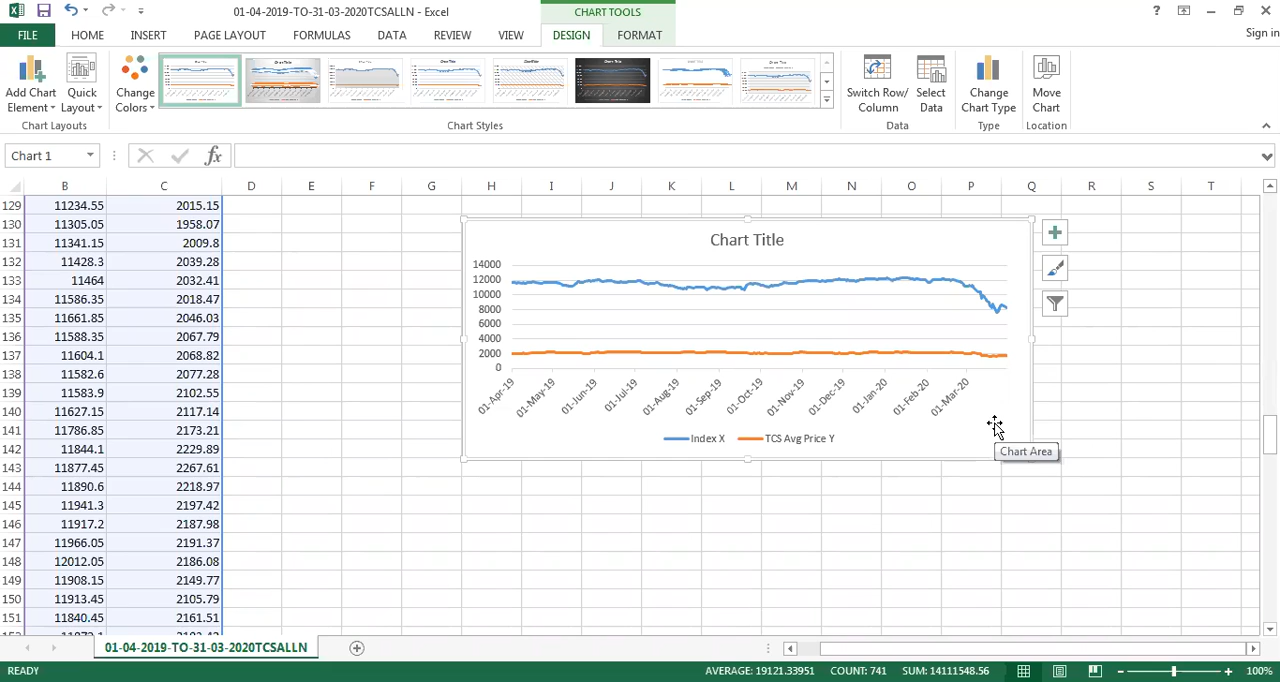 01-04-2019-TO-31-03-2020TCSALLN - Excel
CHART TOOLS
?
FILE
HOME
INSERT
PAGE LAYOUT
FORMULAS
DATA
REVIEW
VIEW
DESIGN
FORMAT
Sign in
Add Chart Element
Quick Layout
Change Colors
Switch Row/ Column
Select Data
Change Chart Type
Move Chart
Chart Layouts
Chart Styles
Data
Type
Location
Chart 1
fx
B C D E F G H I J K L M N O P Q R S T
129 11234.55 2015.15
130 11305.05 1958.07
131 11341.15 2009.8
132 11428.3 2039.28
133 11464 2032.41
134 11586.35 2018.47
135 11661.85 2046.03
136 11588.35 2067.79
137 11604.1 2068.82
138 11582.6 2077.28
139 11583.9 2102.55
140 11627.15 2117.14
141 11786.85 2173.21
142 11844.1 2229.89
143 11877.45 2267.61
144 11890.6 2218.97
145 11941.3 2197.42
146 11917.2 2187.98
147 11966.05 2191.37
148 12012.05 2186.08
149 11908.15 2149.77
150 11913.45 2105.79
151 11840.45 2161.51
Chart Title
14000
12000
10000
8000
6000
4000
2000
0
01-Apr-19
01-May-19
01-Jun-19
01-Jul-19
01-Aug-19
01-Sep-19
01-Oct-19
01-Nov-19
01-Dec-19
01-Jan-20
01-Feb-20
01-Mar-20
Index X
TCS Avg Price Y
Chart Area
01-04-2019-TO-31-03-2020TCSALLN
READY
AVERAGE: 19121.33951
COUNT: 741
SUM: 14111548.56
100%